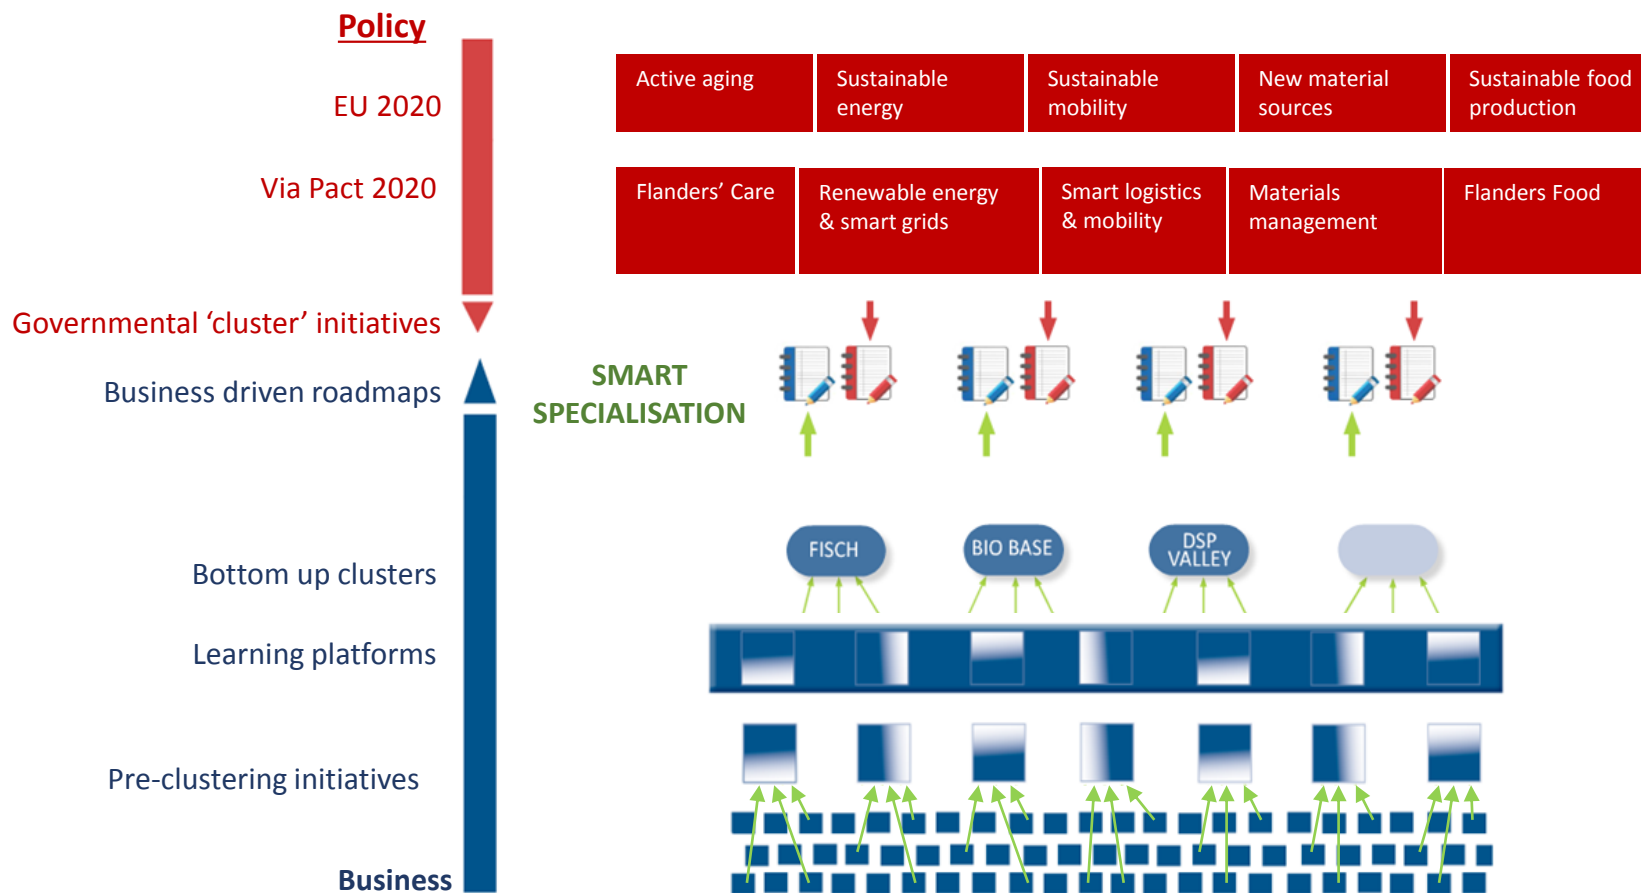 Policy
EU 2020
Active aging
Sustainable
energy
Sustainable
mobility
New material
sources
Sustainable food
production
Via Pact 2020
Flanders’ Care
Renewable energy
& smart grids
Smart logistics
& mobility
Materials
management
Flanders Food
Governmental ‘cluster’ initiatives
Business driven roadmaps
SMART
SPECIALISATION
Bottom up clusters
FISCH
BIO BASE
DSP
VALLEY
Learning platforms
Pre-clustering initiatives
Business